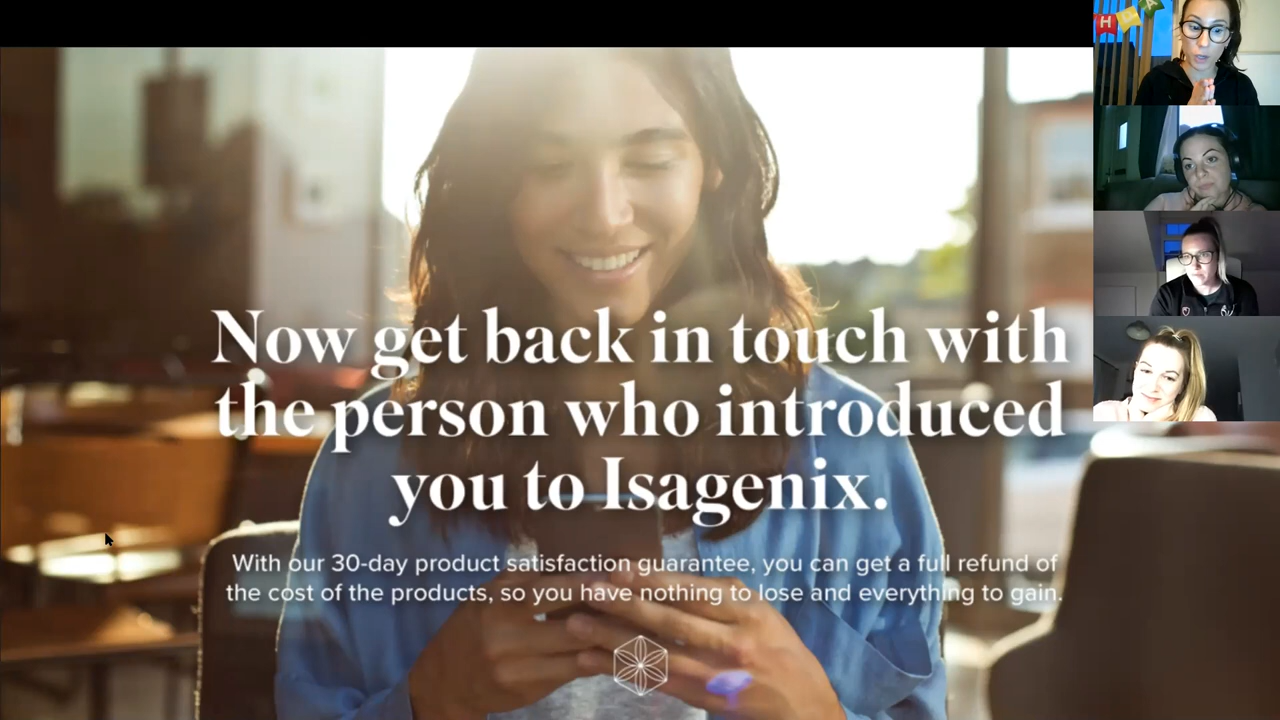 Now get back in touch with
the person who introduced
you to Isagenix.
With our 30-day product satisfaction guarantee, you can get a full refund of
the cost of the products, so you have nothing to lose and everything to gain.
H
A